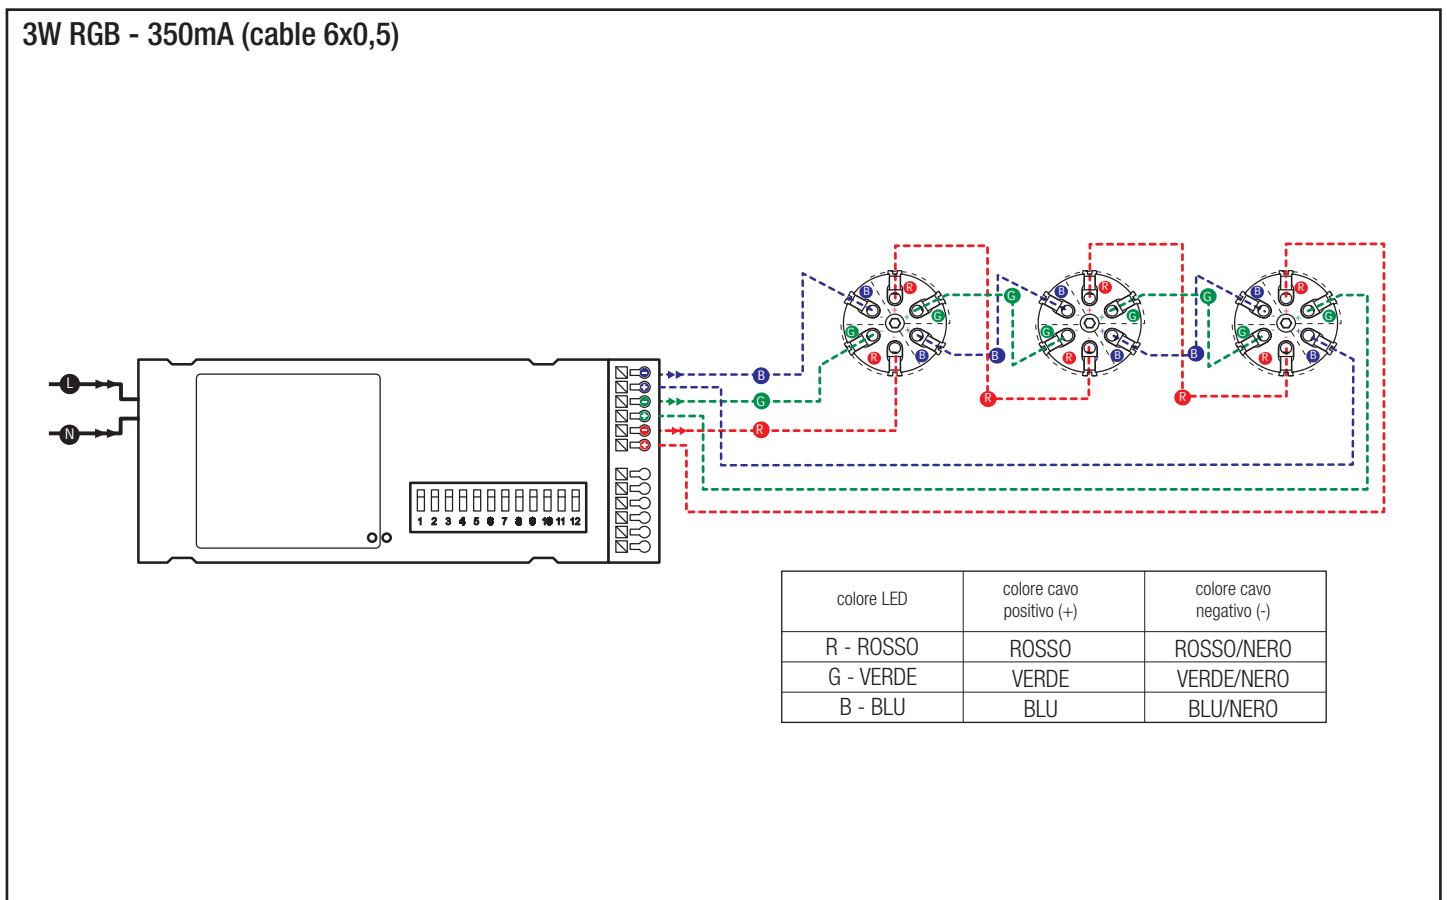 3W RGB - 350mA (cable 6x0,5)
B R B R B R
G G G G G
G G G
R B B R B B R B
L
B
R R
G
N
R
1 2 3 4 5 6 7 8 9 10 11 12
colore LED
colore cavo
positivo (+)
colore cavo
negativo (-)
R - ROSSO ROSSO ROSSO/NERO
G - VERDE VERDE VERDE/NERO
B - BLU BLU BLU/NERO